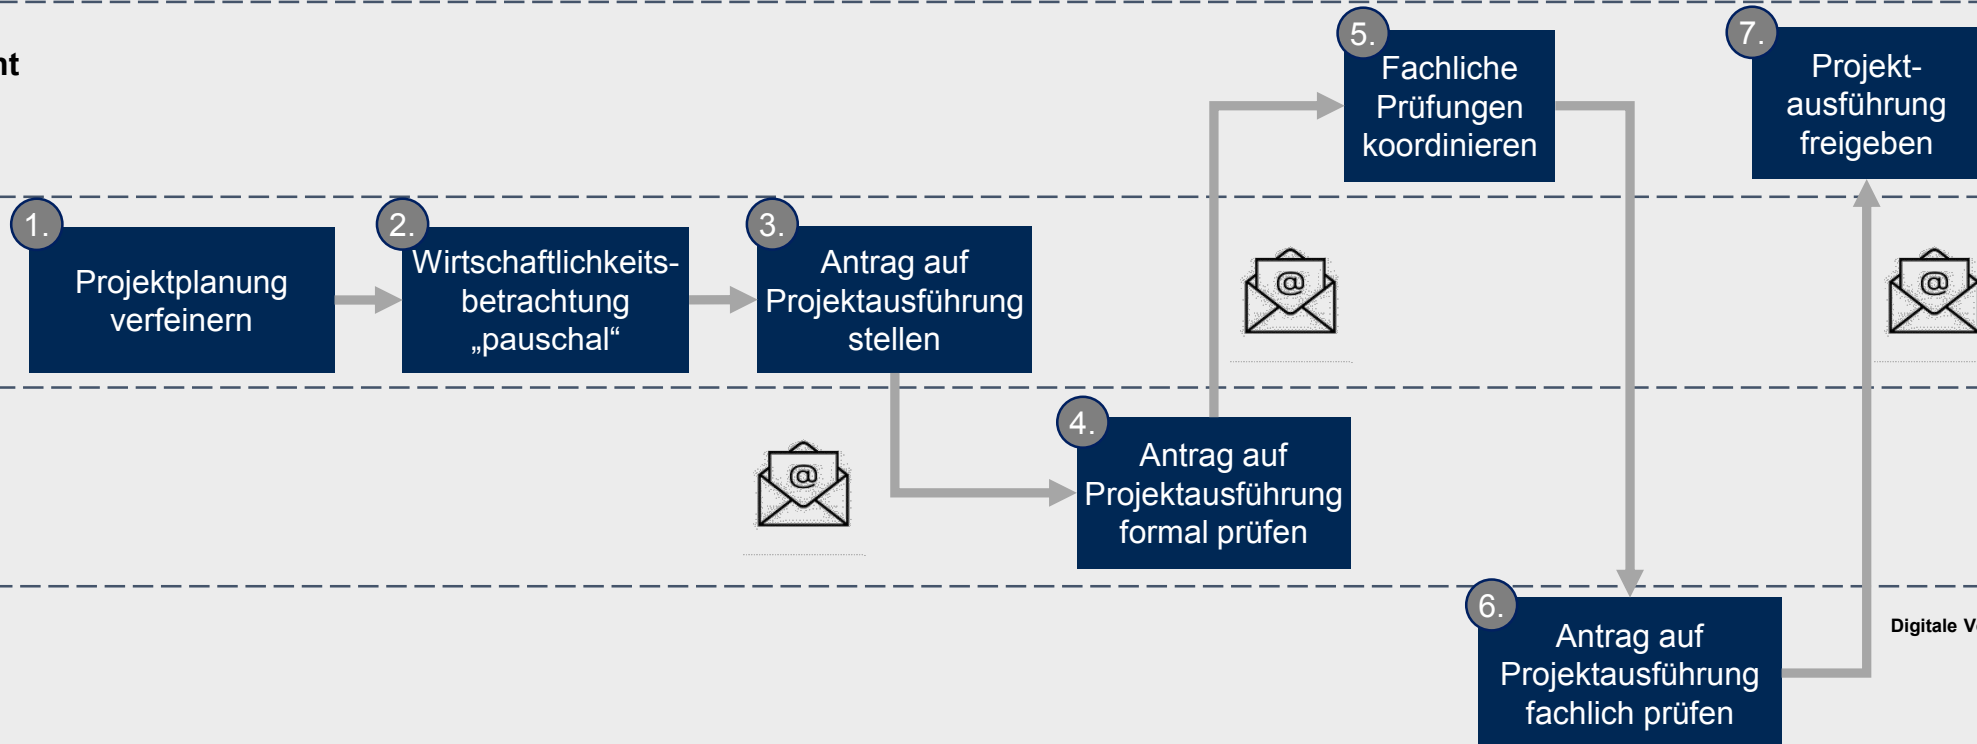 nt
1.
Projektplanung
verfeinern
2.
Wirtschaftlichkeits-
betrachtung
„pauschal“
3.
Antrag auf
Projektausführung
stellen
4.
Antrag auf
Projektausführung
formal prüfen
5.
Fachliche
Prüfungen
koordinieren
6.
Antrag auf
Projektausführung
fachlich prüfen
7.
Projekt-
ausführung
freigeben
@
@
@
Digitale